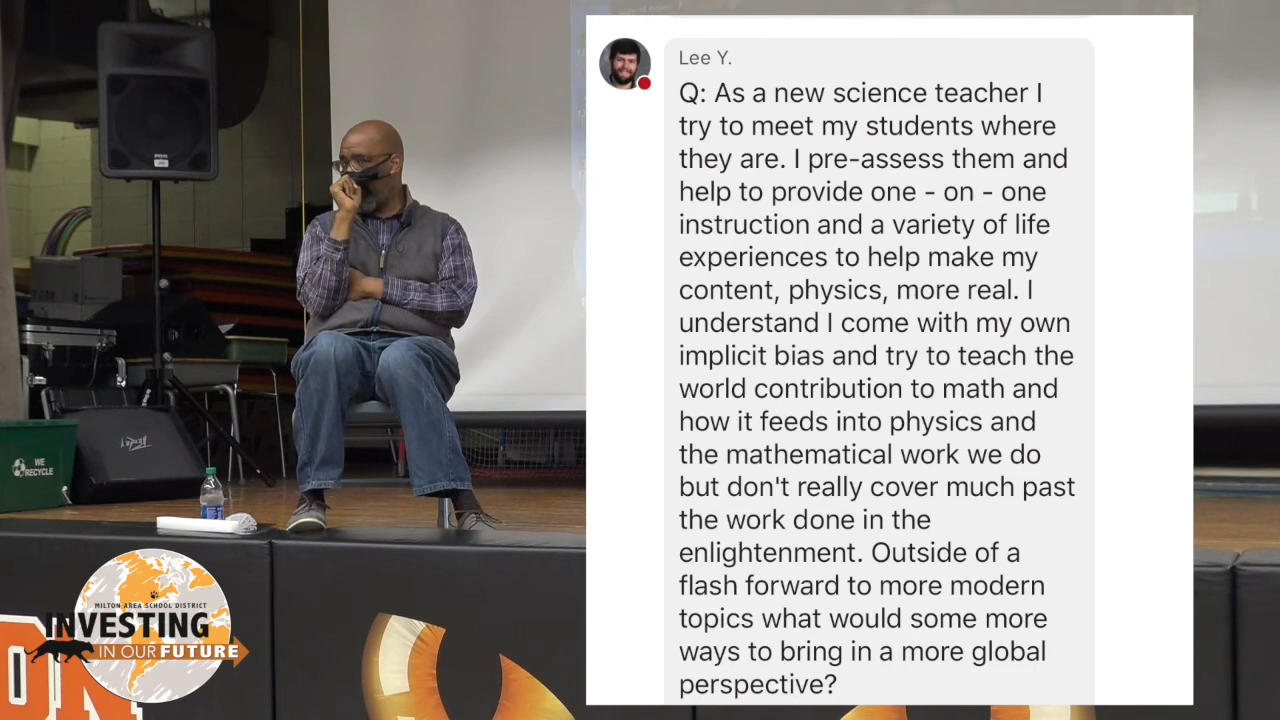 Lee Y.
Q: As a new science teacher I
try to meet my students where
they are. I pre-assess them and
help to provide one - on - one
instruction and a variety of life
experiences to help make my
content, physics, more real. I
understand I come with my own
implicit bias and try to teach the
world contribution to math and
how it feeds into physics and
the mathematical work we do
but don't really cover much past
the work done in the
enlightenment. Outside of a
flash forward to more modern
topics what would some more
ways to bring in a more global
perspective?
WE
RECYCLE
Peavey
MILTON AREA SCHOOL DISTRICT
INVESTING
IN OUR FUTURE
ON